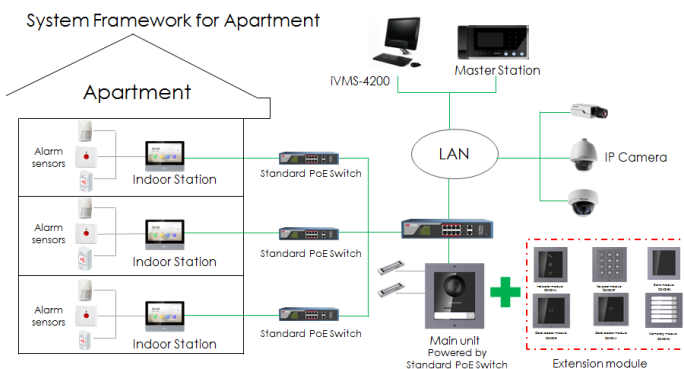 System Framework for Apartment
iVMS-4200
Master Station
Apartment
LAN
IP Camera
Alarm
sensors
Indoor Station
Standard PoE Switch
Alarm
sensors
Indoor Station
Standard PoE Switch
Alarm
sensors
Indoor Station
Standard PoE Switch
Main unit
Powered by
Standard PoE Switch
Extension module